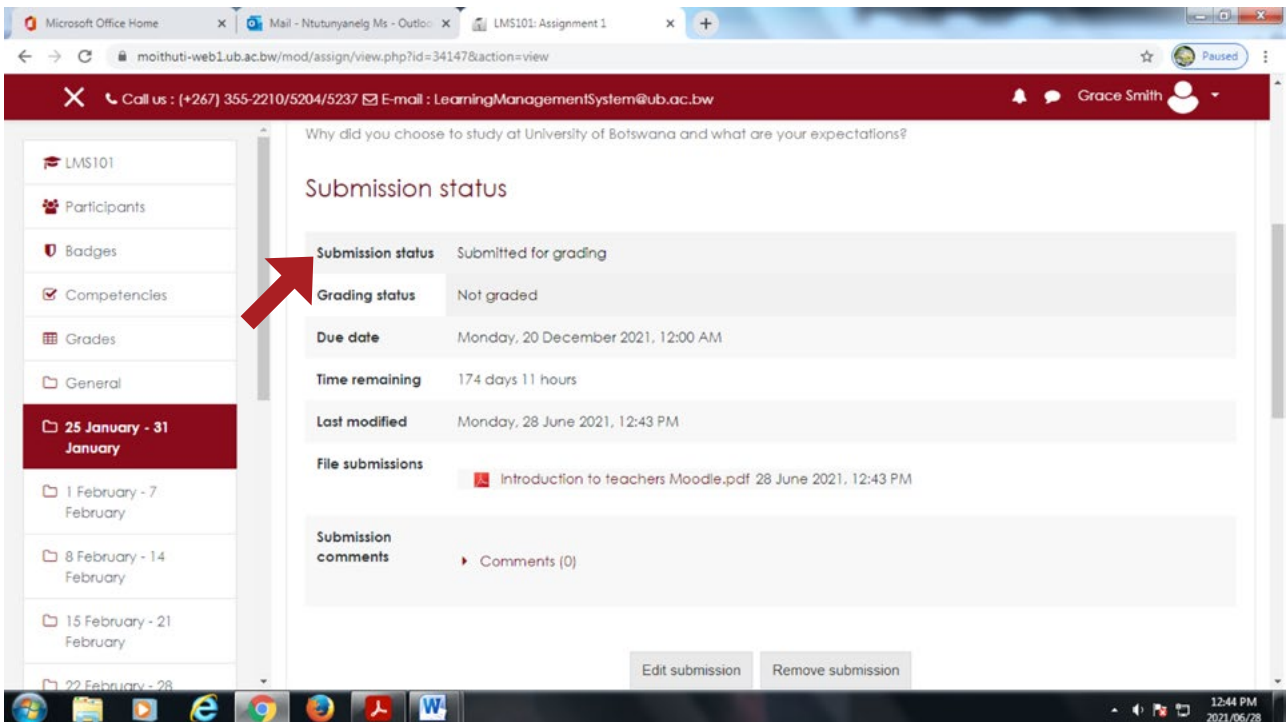 Microsoft Office Home
Mail - Ntutunyanelg Ms - Outloo
LMS101: Assignment 1
moithuti-web1.ub.ac.bw/mod/assign/view.php?id=34147&action=view
Paused
Call us : (+267) 355-2210/5204/5237 E-mail : LearningManagementSystem@ub.ac.bw
Grace Smith
LMS101
Participants
Badges
Competencies
Grades
General
25 January - 31
January
1 February - 7
February
8 February - 14
February
15 February - 21
February
22 February - 28
Why did you choose to study at University of Botswana and what are your expectations?
Submission status
Submission status Submitted for grading
Grading status Not graded
Due date Monday, 20 December 2021, 12:00 AM
Time remaining 174 days 11 hours
Last modified Monday, 28 June 2021, 12:43 PM
File submissions
Introduction to teachers Moodle.pdf 28 June 2021, 12:43 PM
Submission
comments
Comments (0)
Edit submission Remove submission
12:44 PM
2021/06/28